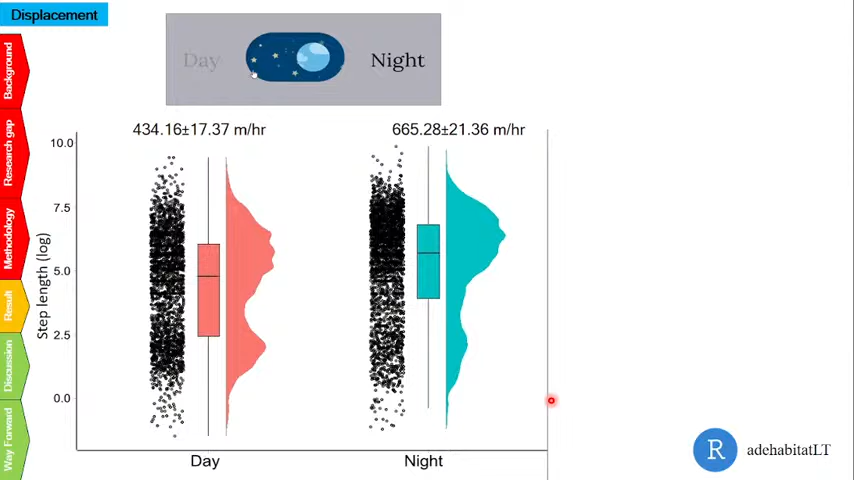 Displacement
Day
Night
Background
Research gap
Methodology
Result
Discussion
Way Forward
434.16±17.37 m/hr
665.28±21.36 m/hr
Step length (log)
10.0
7.5
5.0
2.5
0.0
Day
Night
R
adehabitatLT